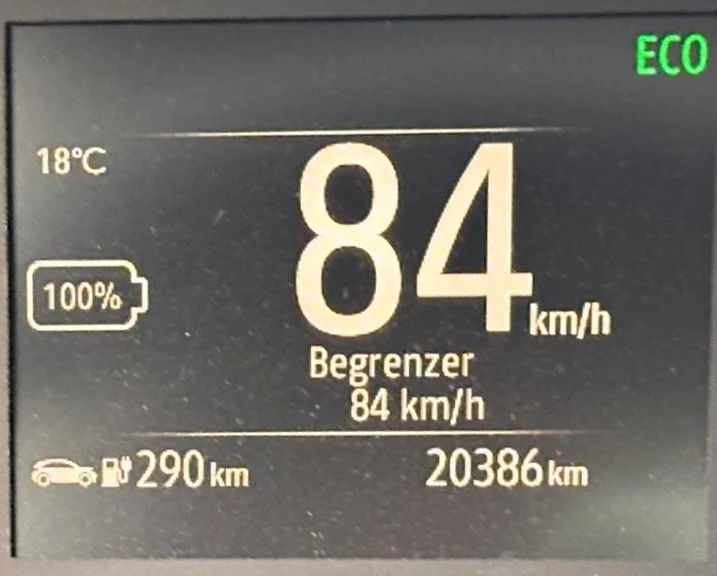 ECO
18°C
84 km/h
100%
Begrenzer
84 km/h
290 km
20386 km